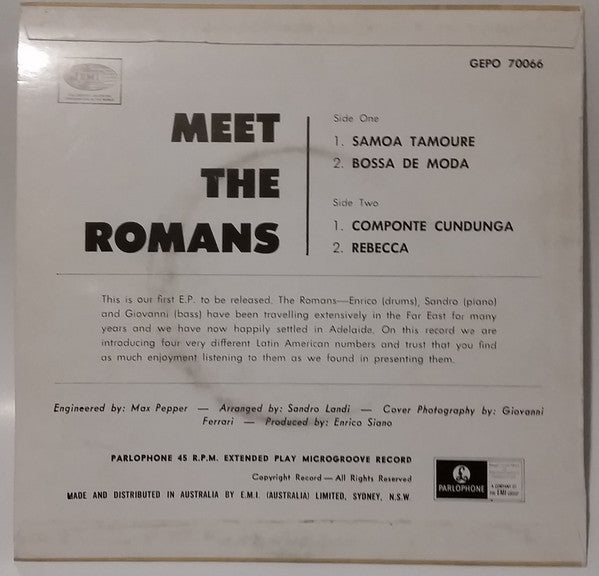 GEPO 70066
EMI
MEET
THE
ROMANS
Side One
1. SAMOA TAMOURE
2. BOSSA DE MODA
Side Two
1. COMPONTE CUNDUNGA
2. REBECCA
This is our first E.P. to be released. The Romans—Enrico (drums), Sandro (piano)
and Giovanni (bass) have been travelling extensively in the Far East for many
years and we have now happily settled in Adelaide. On this record we are
introducing four very different Latin American numbers and trust that you find
as much enjoyment listening to them as we found in presenting them.
Engineered by: Max Pepper — Arranged by: Sandro Landi — Cover Photography by: Giovanni
Ferrari — Produced by: Enrico Siano
PARLOPHONE 45 R.P.M. EXTENDED PLAY MICROGROOVE RECORD
Copyright Record — All Rights Reserved
MADE AND DISTRIBUTED IN AUSTRALIA BY E.M.I. (AUSTRALIA) LIMITED, SYDNEY, N.S.W.
PARLOPHONE
A COMPANY OF
THE EMI GROUP